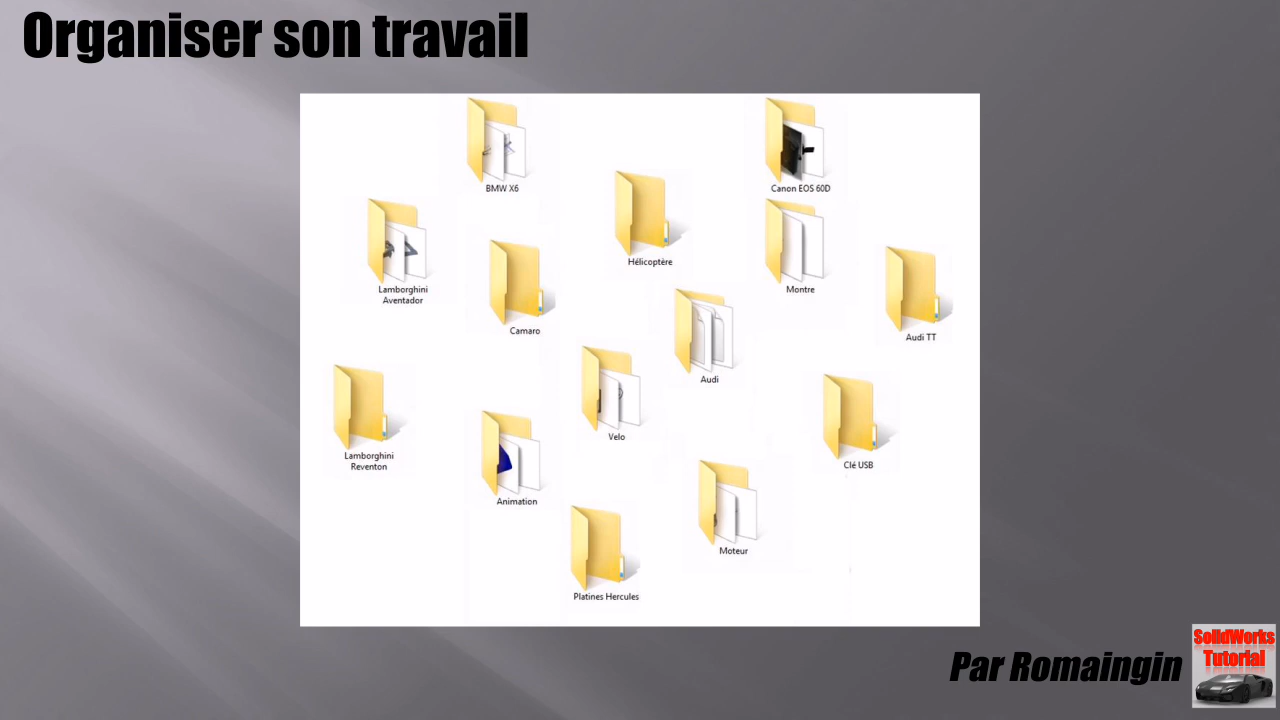 Organiser son travail
BMW X6
Canon EOS 60D
Hélicoptère
Lamborghini
Aventador
Montre
Camaro
Audi TT
Audi
Velo
Lamborghini
Reventon
Clé USB
Animation
Moteur
Platines Hercules
Par Romaingin
SolidWorks
Tutorial